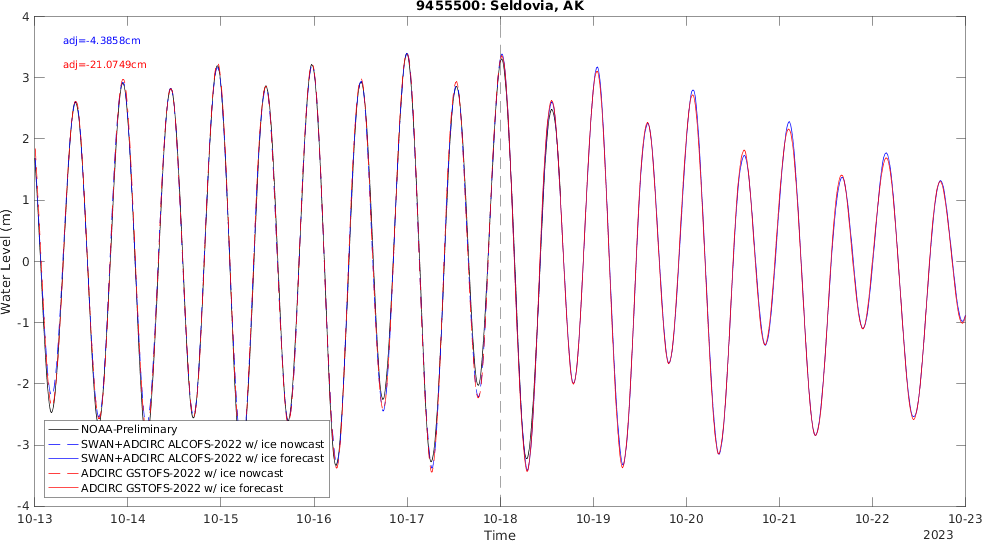 9455500: Seldovia, AK
adj=-4.3858cm
adj=-21.0749cm
4
3
2
1
0
-1
-2
-3
-4
Water Level (m)
NOAA-Preliminary
SWAN+ADCIRC ALCOFS-2022 w/ ice nowcast
SWAN+ADCIRC ALCOFS-2022 w/ ice forecast
ADCIRC GSTOFS-2022 w/ ice nowcast
ADCIRC GSTOFS-2022 w/ ice forecast
10-13 10-14 10-15 10-16 10-17 10-18 10-19 10-20 10-21 10-22 10-23
Time
2023